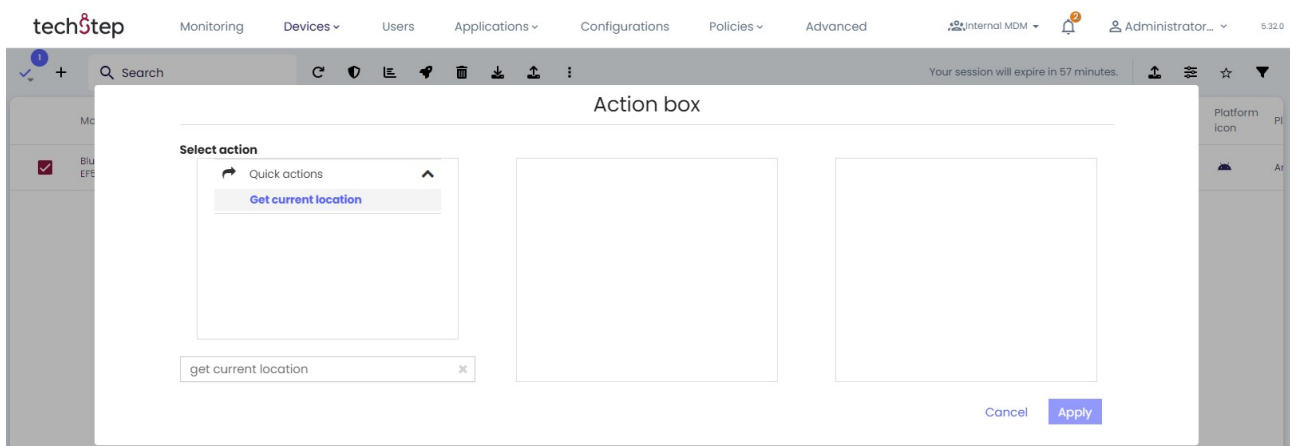 techstep Monitoring Devices Users Applications Configurations Policies Advanced Internal MDM 2 Administrator... 5.32.0
1 Search Your session will expire in 57 minutes.
Action box
Platform
icon
Select action
Quick actions
Get current location
get current location
Cancel Apply